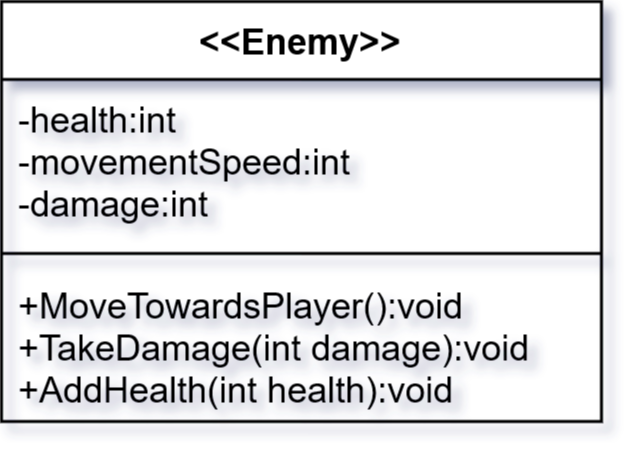 <<Enemy>>
-health:int
-movementSpeed:int
-damage:int
+MoveTowardsPlayer():void
+TakeDamage(int damage):void
+AddHealth(int health):void